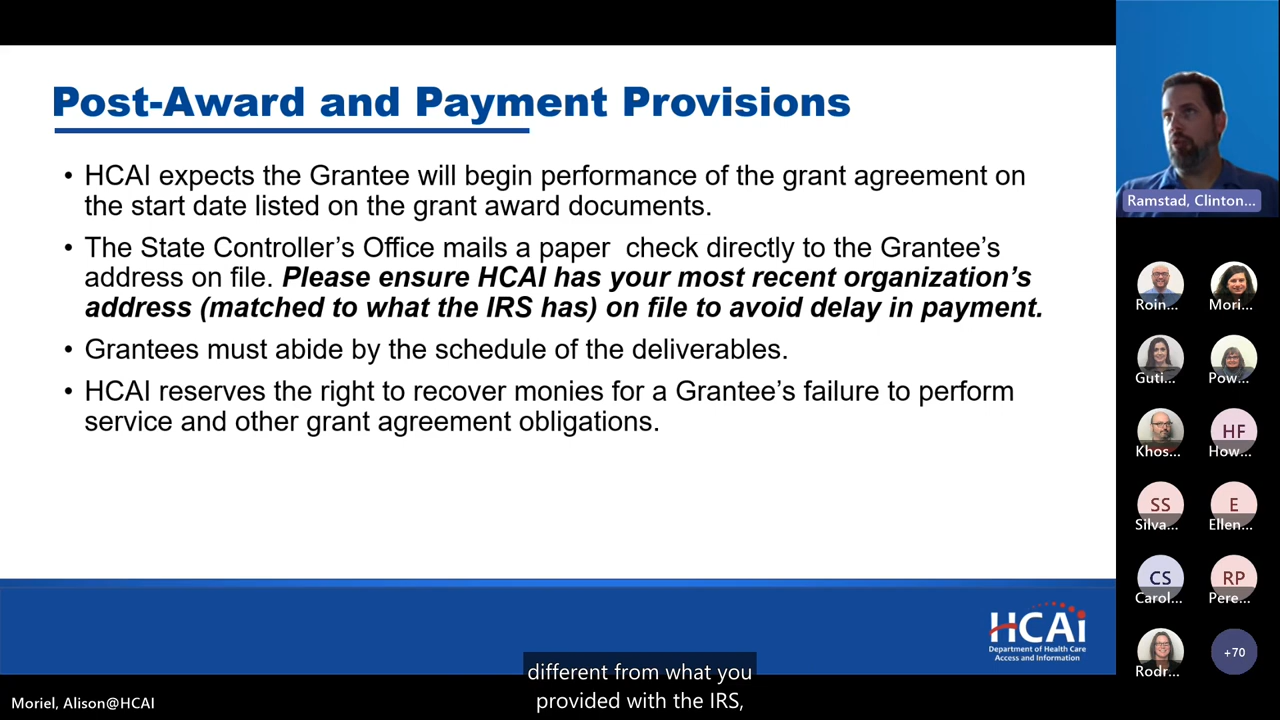 Post-Award and Payment Provisions
• HCAI expects the Grantee will begin performance of the grant agreement on
the start date listed on the grant award documents.
• The State Controller’s Office mails a paper  check directly to the Grantee’s
address on file. Please ensure HCAI has your most recent organization’s
address (matched to what the IRS has) on file to avoid delay in payment.
• Grantees must abide by the schedule of the deliverables.
• HCAI reserves the right to recover monies for a Grantee’s failure to perform
service and other grant agreement obligations.
HCAi
Department of Health Care
Access and Information
different from what you
provided with the IRS,
Moriel, Alison@HCAI
Ramstad, Clinton...
Roin...
Mori...
Guti...
Pow...
Khos...
HF
How...
SS
Silva...
E
Ellen...
CS
Carol...
RP
Pere...
Rodr...
+70